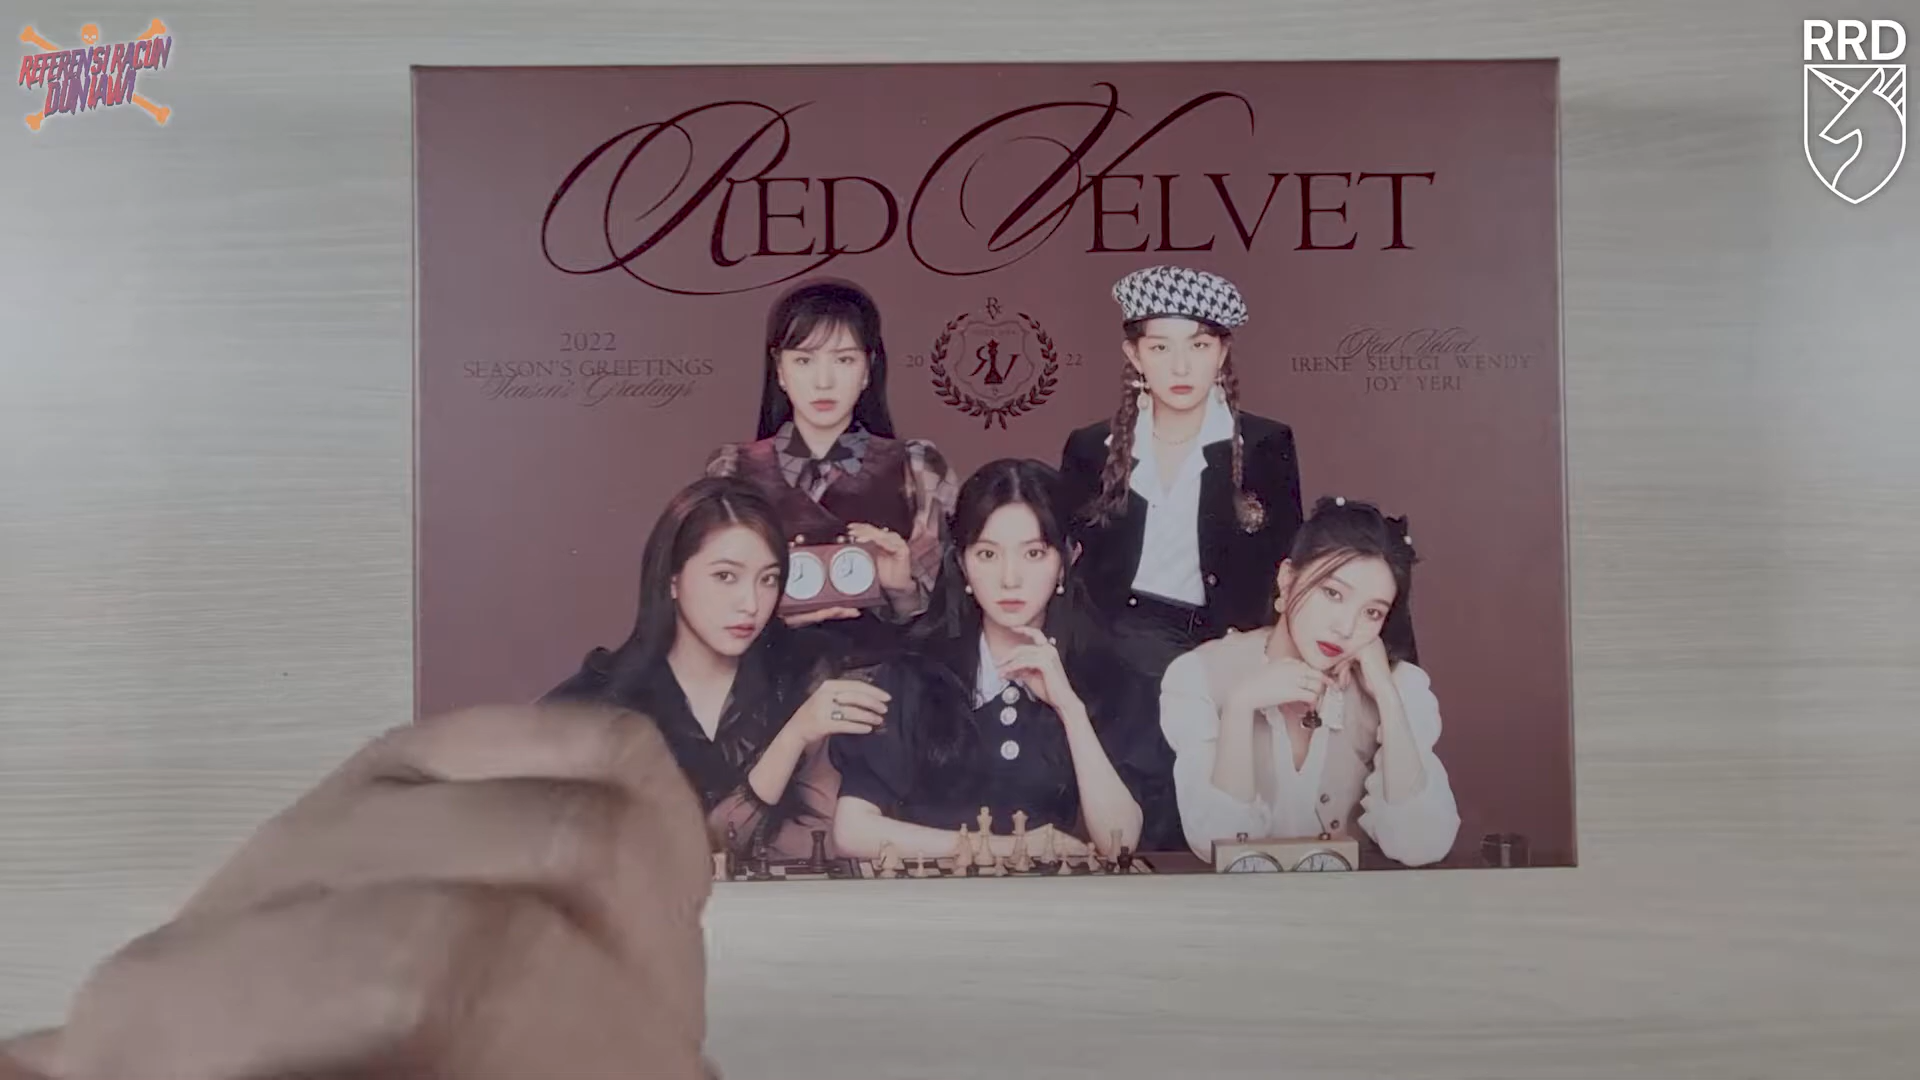 REFERENSI RACUN
DUNIAWI
RRD
RED VELVET
2022
SEASON'S GREETINGS
Season's Greetings
20 RV 22
Red Velvet
IRENE SEULGI WENDY
JOY YERI